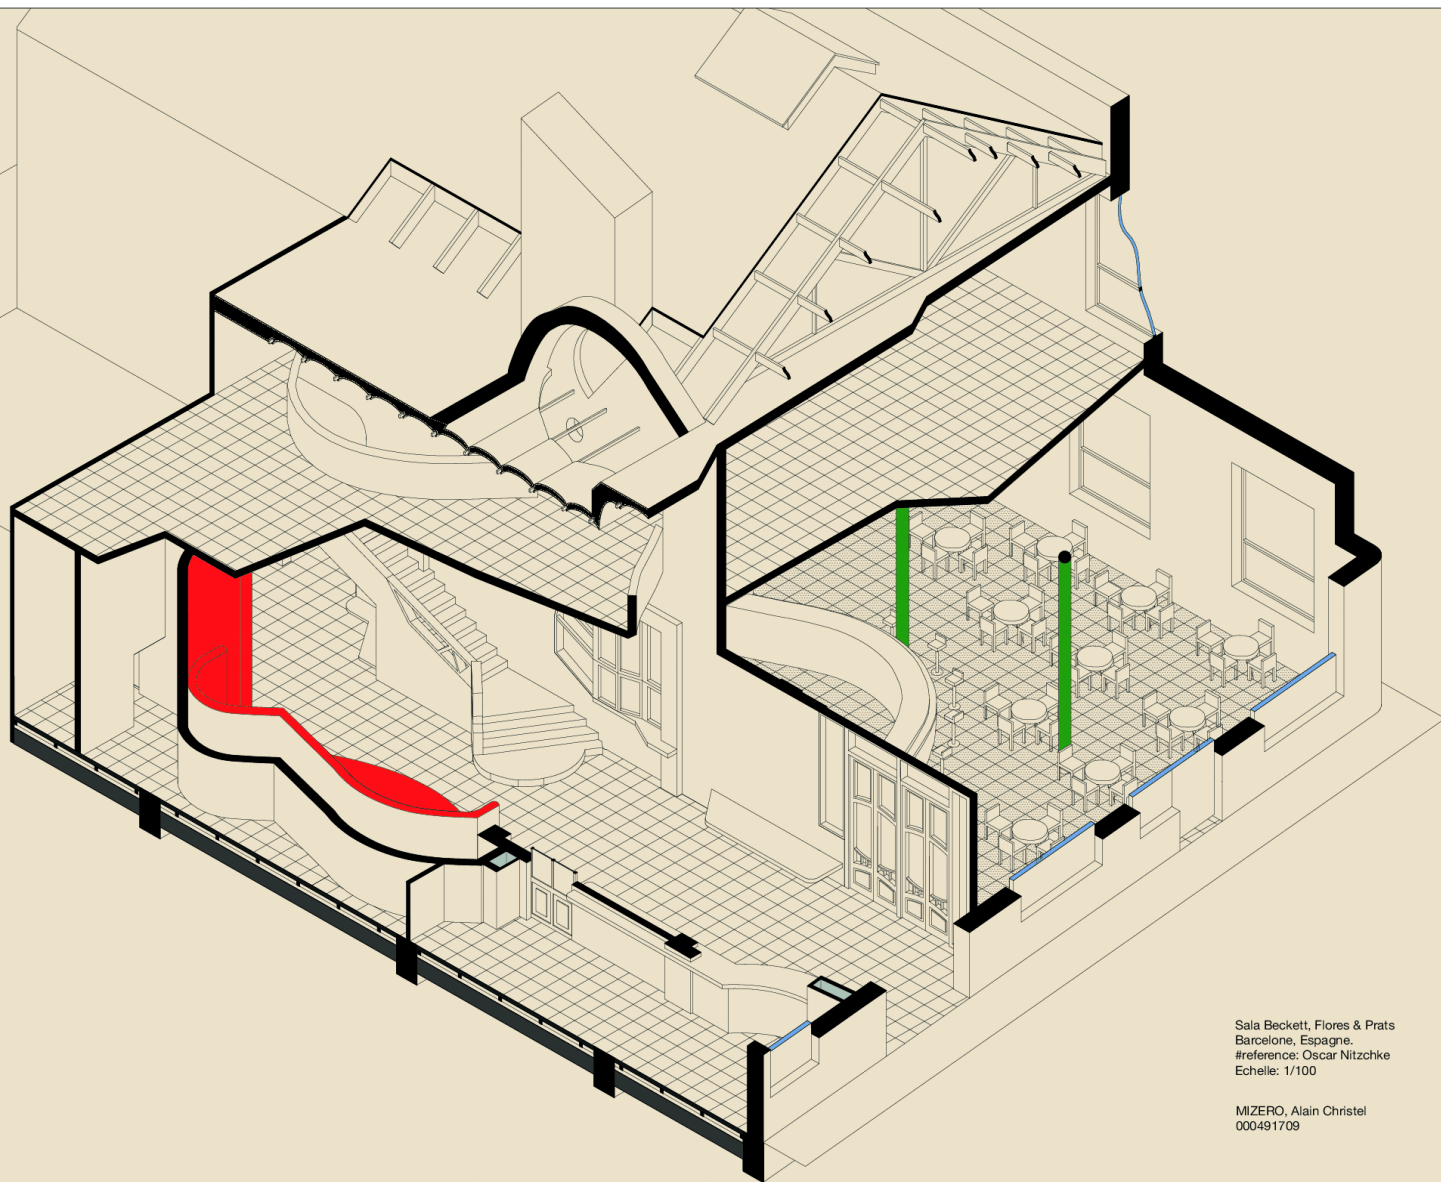 Sala Beckett, Flores & Prats
Barcelone, Espagne.
#reference: Oscar Nitzchke
Echelle: 1/100
MIZERO, Alain Christel
000491709